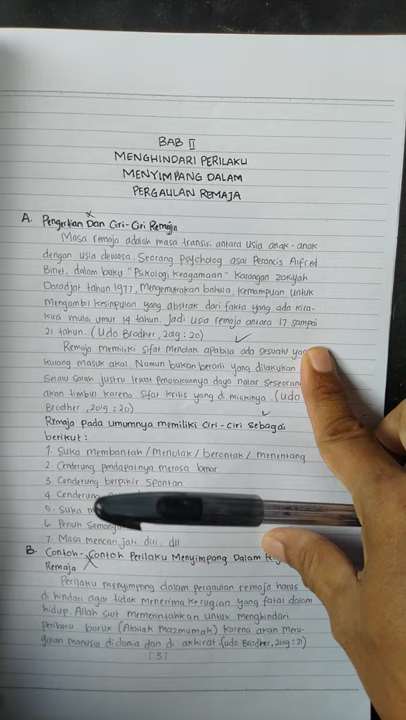 BAB II
MENGHINDARI PERILAKU
MENYIMPANG DALAM
PERGAULAN REMAJA
A. Pengertian Dan Ciri-Ciri Remaja
Masa remaja adalah masa transisi antara usia anak-anak
dengan usia dewasa. Seorang psycholog asal Perancis Alfred
Binet, dalam buku "Psikologi Keagamaan" Karangan Zakiyah
Daradjat tahun 1977, Mengemukakan bahwa, kemampuan untuk
Mengambil kesimpulan yang abstrak dari fakta yang ada kira-
kira mulai umur 14 tahun. Jadi usia remaja antara 17 sampai
21 tahun. (Udo Brodher, 2019:20)
Remaja memiliki sifat menolak apabila ada sesuatu yang
kurang masuk akal. Namun bukan berarti yang dilakukan
Selalu salah justru lewat penolakannya daya nalar seseorang
akan timbul karena sifat kritis yang di milikinya. (udo
Brodher, 2019:20)
Remaja pada umumnya memiliki ciri-ciri sebagai
berikut:
1. Suka membantah/menolak/berontak/menentang
2. Cenderung pendapatnya merasa benar
3. Cenderung berpikir spontan
4. Cenderung
5. Suka
6. Penuh Semangat
7. Masa mencari jati diri, dll
B. Contoh-Contoh Perilaku Menyimpang Dalam
Remaja
Perilaku menyimpang dalam pergaulan remaja harus
di hindari agar tidak menerima kerugian yang fatal dalam
hidup. Allah swt memerintahkan untuk menghindari
perilaku buruk (Akhlak Mazmumah) karena akan meru-
gikan manusia didunia dan di akhirat. (udo Brodher, 2019:21)
[3]